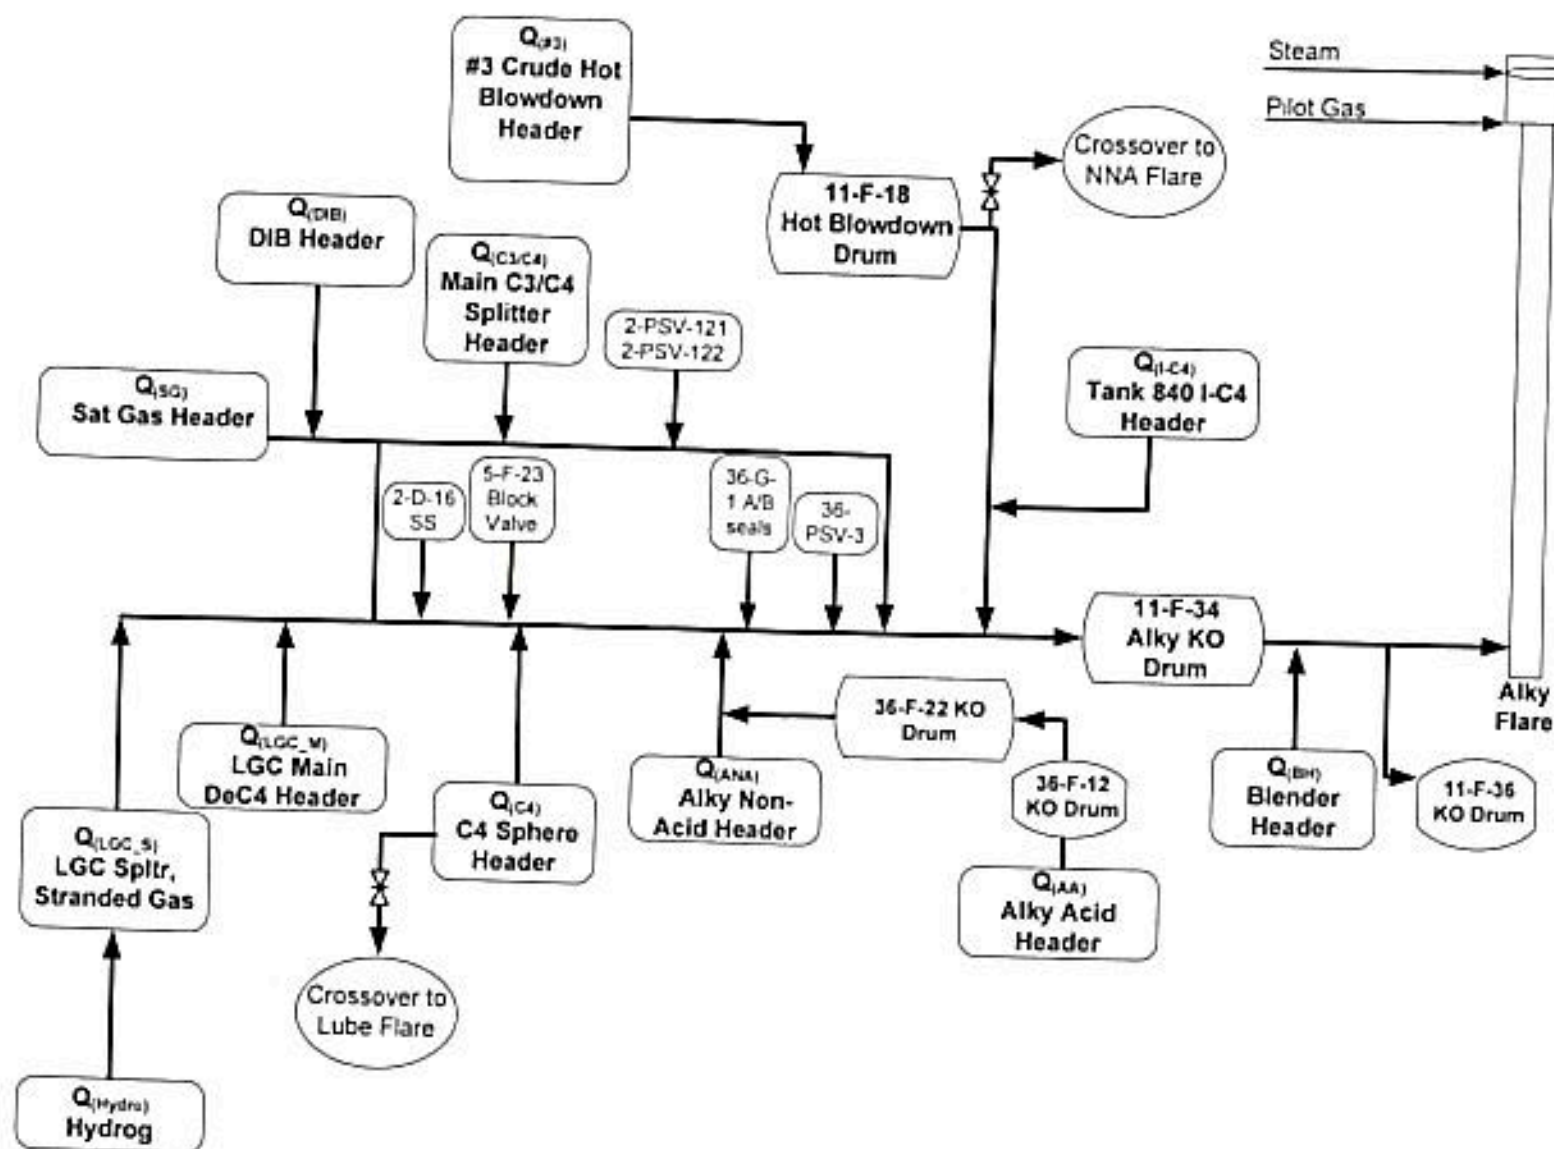 Q(#3)
#3 Crude Hot
Blowdown
Header
Steam
Pilot Gas
Crossover to
NNA Flare
11-F-18
Hot Blowdown
Drum
Q(DIB)
DIB Header
Q(C3/C4)
Main C3/C4
Splitter
Header
2-PSV-121
2-PSV-122
Q(SG)
Sat Gas Header
Q(I-C4)
Tank 840 I-C4
Header
2-D-16
SS
5-F-23
Block
Valve
36-G-
1 A/B
seals
36-
PSV-3
11-F-34
Alky KO
Drum
Alky
Flare
36-F-22 KO
Drum
Q(LGC_M)
LGC Main
DeC4 Header
Q(C4)
C4 Sphere
Header
Q(ANA)
Alky Non-
Acid Header
36-F-12
KO Drum
Q(BH)
Blender
Header
11-F-36
KO Drum
Q(LGC_S)
LGC Spltr,
Stranded Gas
Q(AA)
Alky Acid
Header
Crossover to
Lube Flare
Q(Hydro)
Hydrog